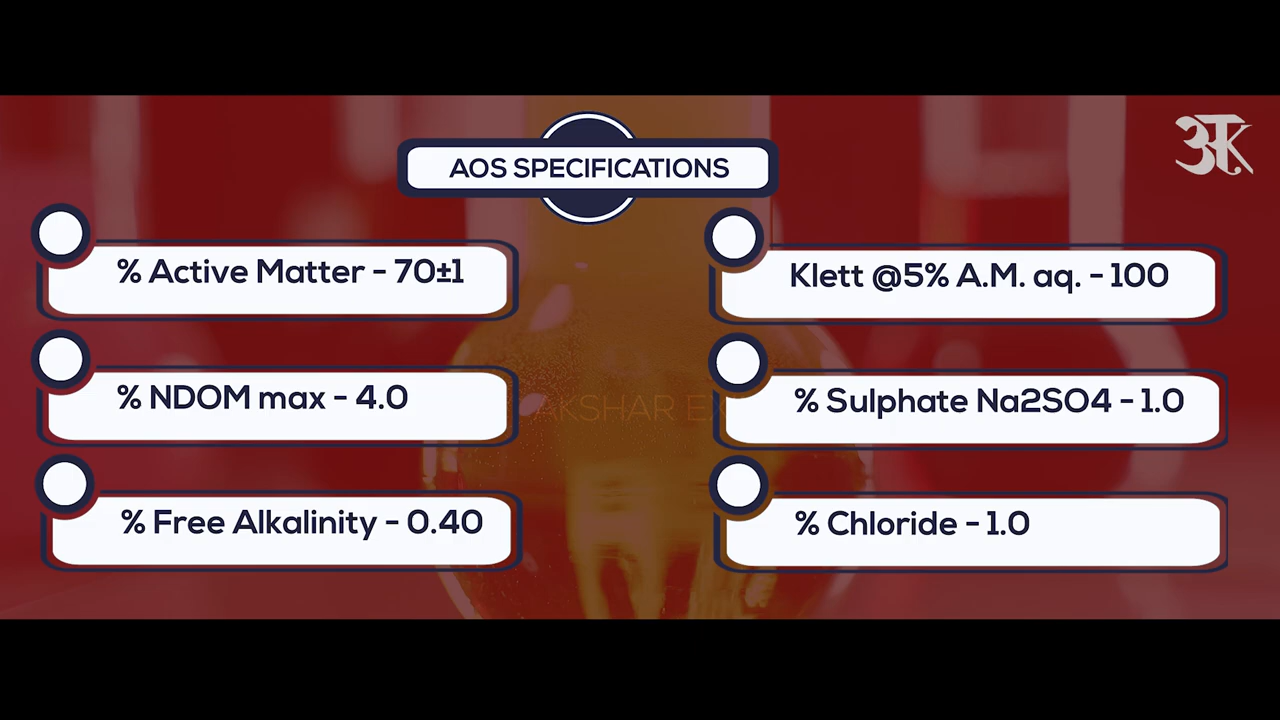 AOS SPECIFICATIONS
% Active Matter - 70±1
% NDOM max - 4.0
% Free Alkalinity - 0.40
Klett @5% A.M. aq. - 100
% Sulphate Na2SO4 - 1.0
% Chloride - 1.0
AKSHAR